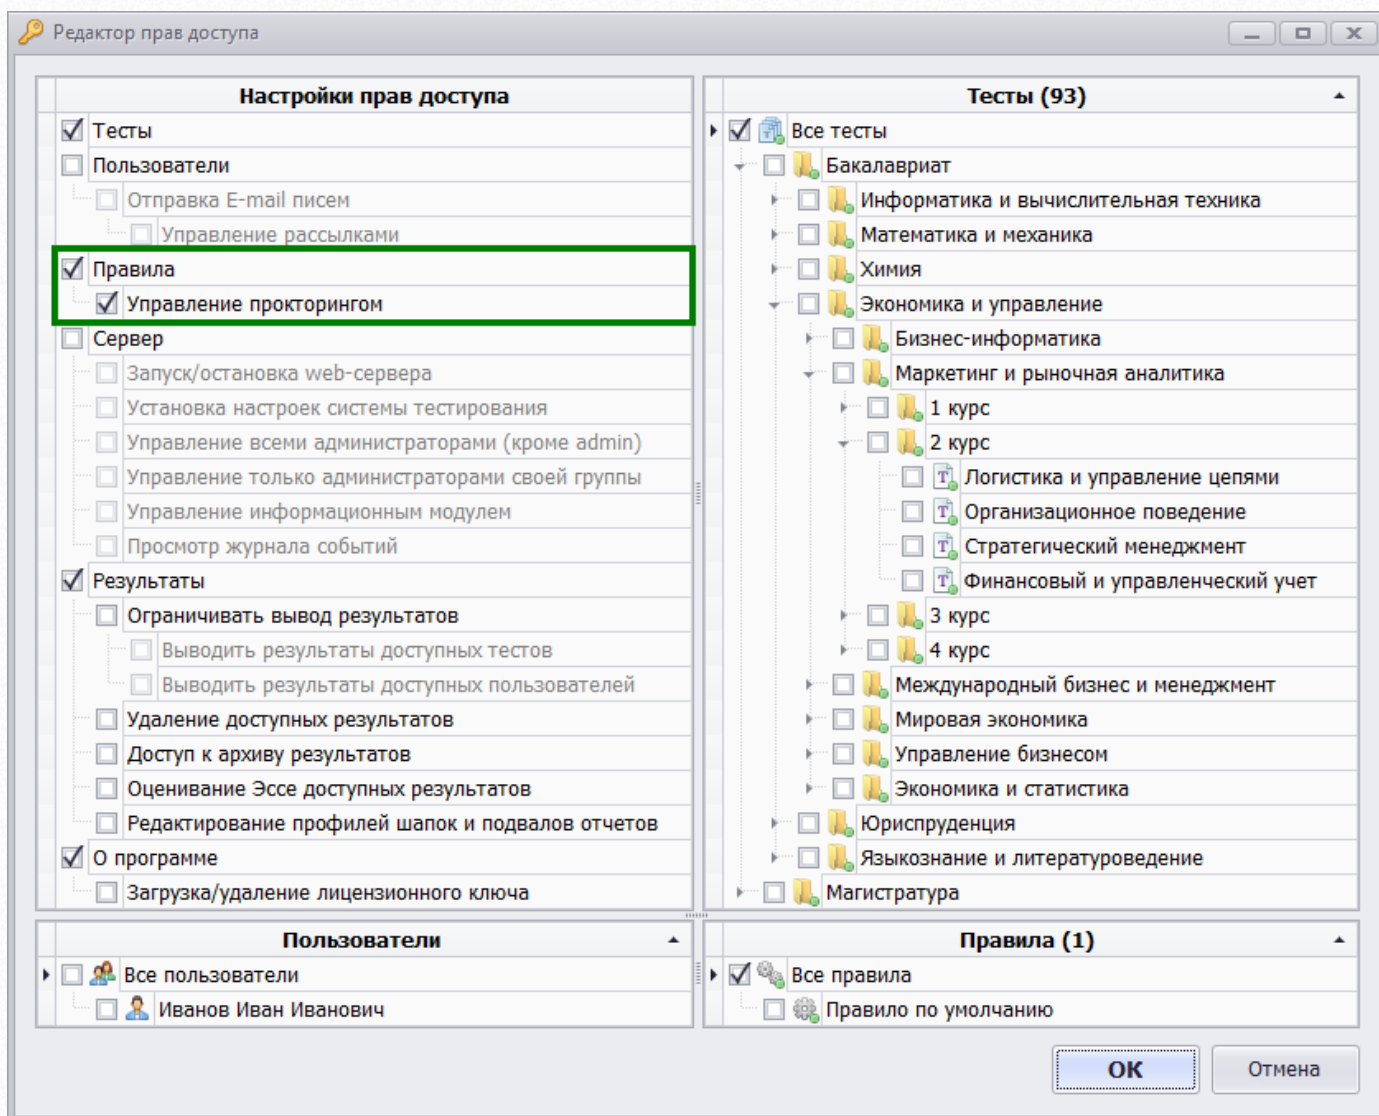 Редактор прав доступа
Настройки прав доступа
Тесты
Пользователи
Отправка E-mail писем
Управление рассылками
Правила
Управление прокторингом
Сервер
Запуск/остановка web-сервера
Установка настроек системы тестирования
Управление всеми администраторами (кроме admin)
Управление только администраторами своей группы
Управление информационным модулем
Просмотр журнала событий
Результаты
Ограничивать вывод результатов
Выводить результаты доступных тестов
Выводить результаты доступных пользователей
Удаление доступных результатов
Доступ к архиву результатов
Оценивание Эссе доступных результатов
Редактирование профилей шапок и подвалов отчетов
О программе
Загрузка/удаление лицензионного ключа
Тесты (93)
Все тесты
Бакалавриат
Информатика и вычислительная техника
Математика и механика
Химия
Экономика и управление
Бизнес-информатика
Маркетинг и рыночная аналитика
1 курс
2 курс
Логистика и управление цепями
Организационное поведение
Стратегический менеджмент
Финансовый и управленческий учет
3 курс
4 курс
Международный бизнес и менеджмент
Мировая экономика
Управление бизнесом
Экономика и статистика
Юриспруденция
Языкознание и литературоведение
Магистратура
Пользователи
Все пользователи
Иванов Иван Иванович
Правила (1)
Все правила
Правило по умолчанию
ОК
Отмена